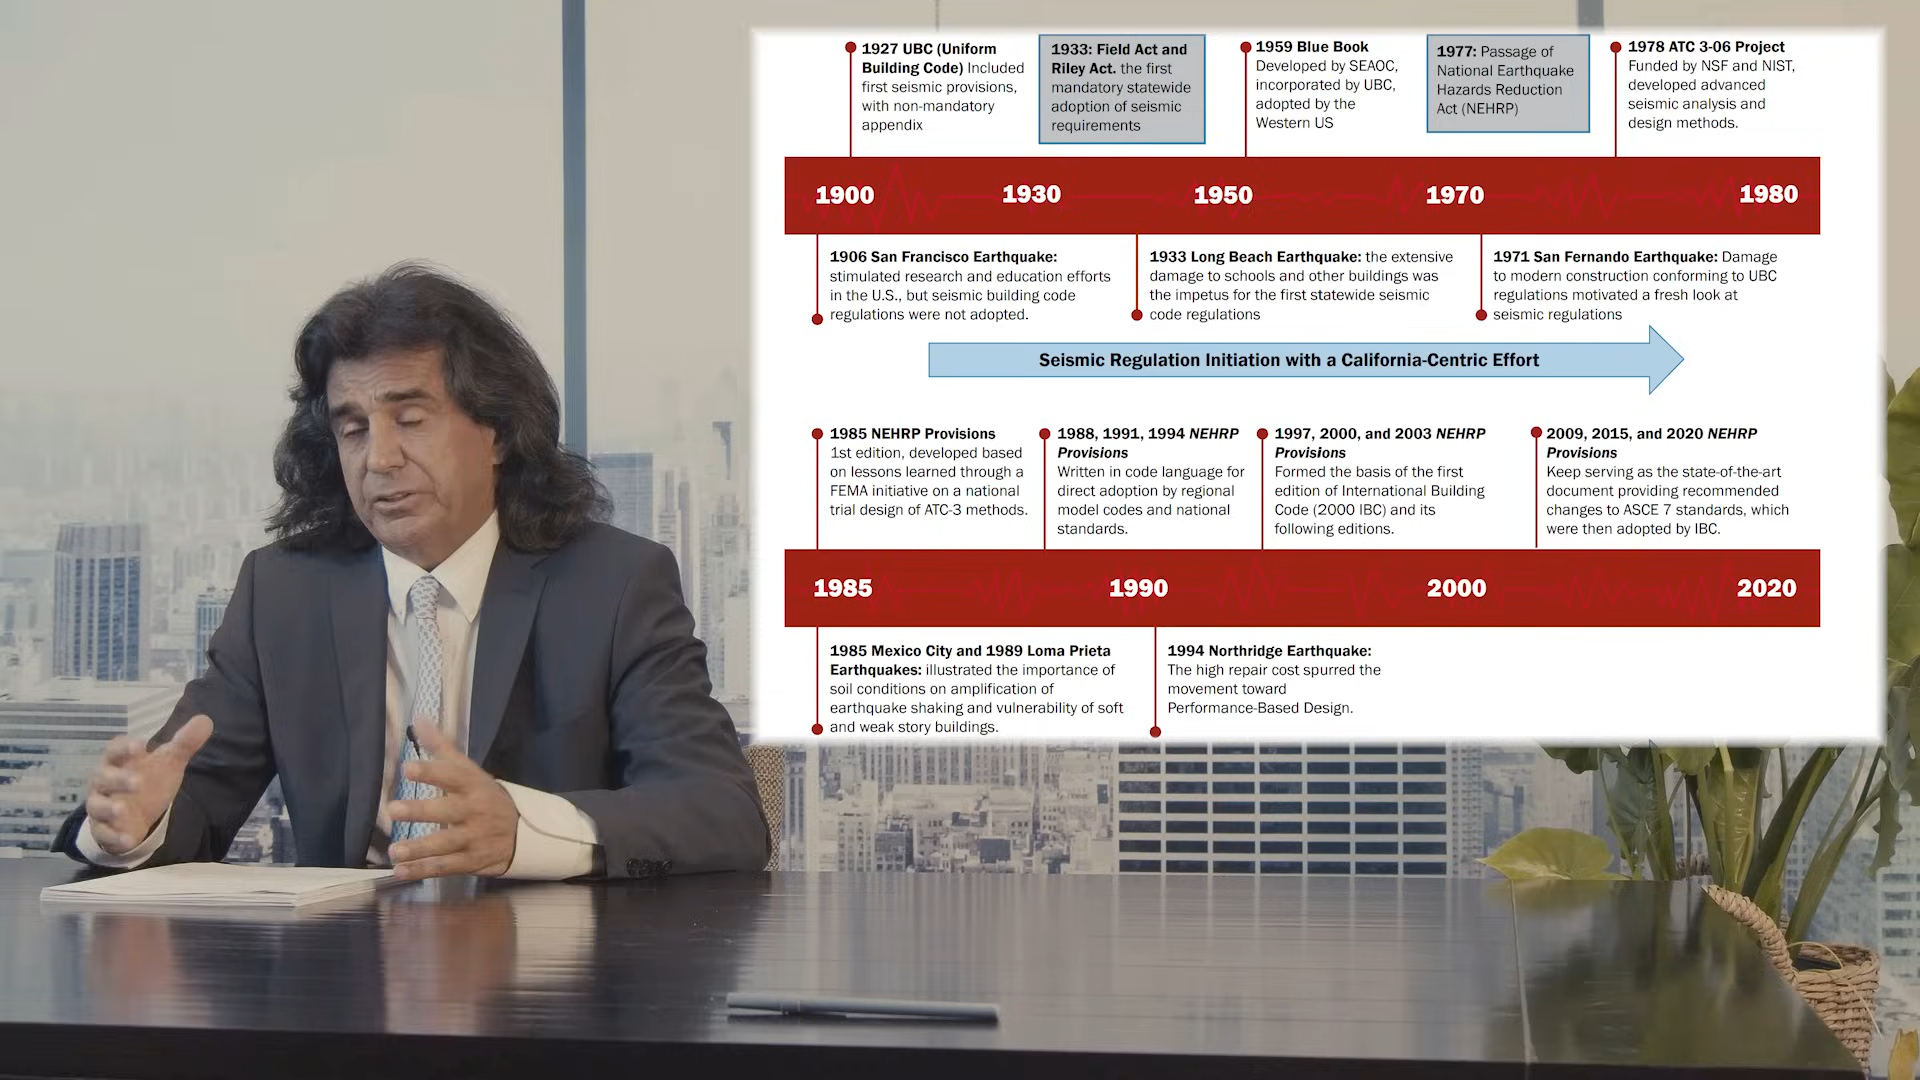 1927 UBC (Uniform
Building Code) Included
first seismic provisions,
with non-mandatory
appendix
1933: Field Act and
Riley Act. the first
mandatory statewide
adoption of seismic
requirements
1959 Blue Book
Developed by SEAOC,
incorporated by UBC,
adopted by the
Western US
1977: Passage of
National Earthquake
Hazards Reduction
Act (NEHRP)
1978 ATC 3-06 Project
Funded by NSF and NIST,
developed advanced
seismic analysis and
design methods.
1900 1930 1950 1970 1980
1906 San Francisco Earthquake:
stimulated research and education efforts
in the U.S., but seismic building code
regulations were not adopted.
1933 Long Beach Earthquake: the extensive
damage to schools and other buildings was
the impetus for the first statewide seismic
code regulations
1971 San Fernando Earthquake: Damage
to modern construction conforming to UBC
regulations motivated a fresh look at
seismic regulations
Seismic Regulation Initiation with a California-Centric Effort
1985 NEHRP Provisions
1st edition, developed based
on lessons learned through a
FEMA initiative on a national
trial design of ATC-3 methods.
1988, 1991, 1994 NEHRP
Provisions
Written in code language for
direct adoption by regional
model codes and national
standards.
1997, 2000, and 2003 NEHRP
Provisions
Formed the basis of the first
edition of International Building
Code (2000 IBC) and its
following editions.
2009, 2015, and 2020 NEHRP
Provisions
Keep serving as the state-of-the-art
document providing recommended
changes to ASCE 7 standards, which
were then adopted by IBC.
1985 1990 2000 2020
1985 Mexico City and 1989 Loma Prieta
Earthquakes: illustrated the importance of
soil conditions on amplification of
earthquake shaking and vulnerability of soft
and weak story buildings.
1994 Northridge Earthquake:
The high repair cost spurred the
movement toward
Performance-Based Design.